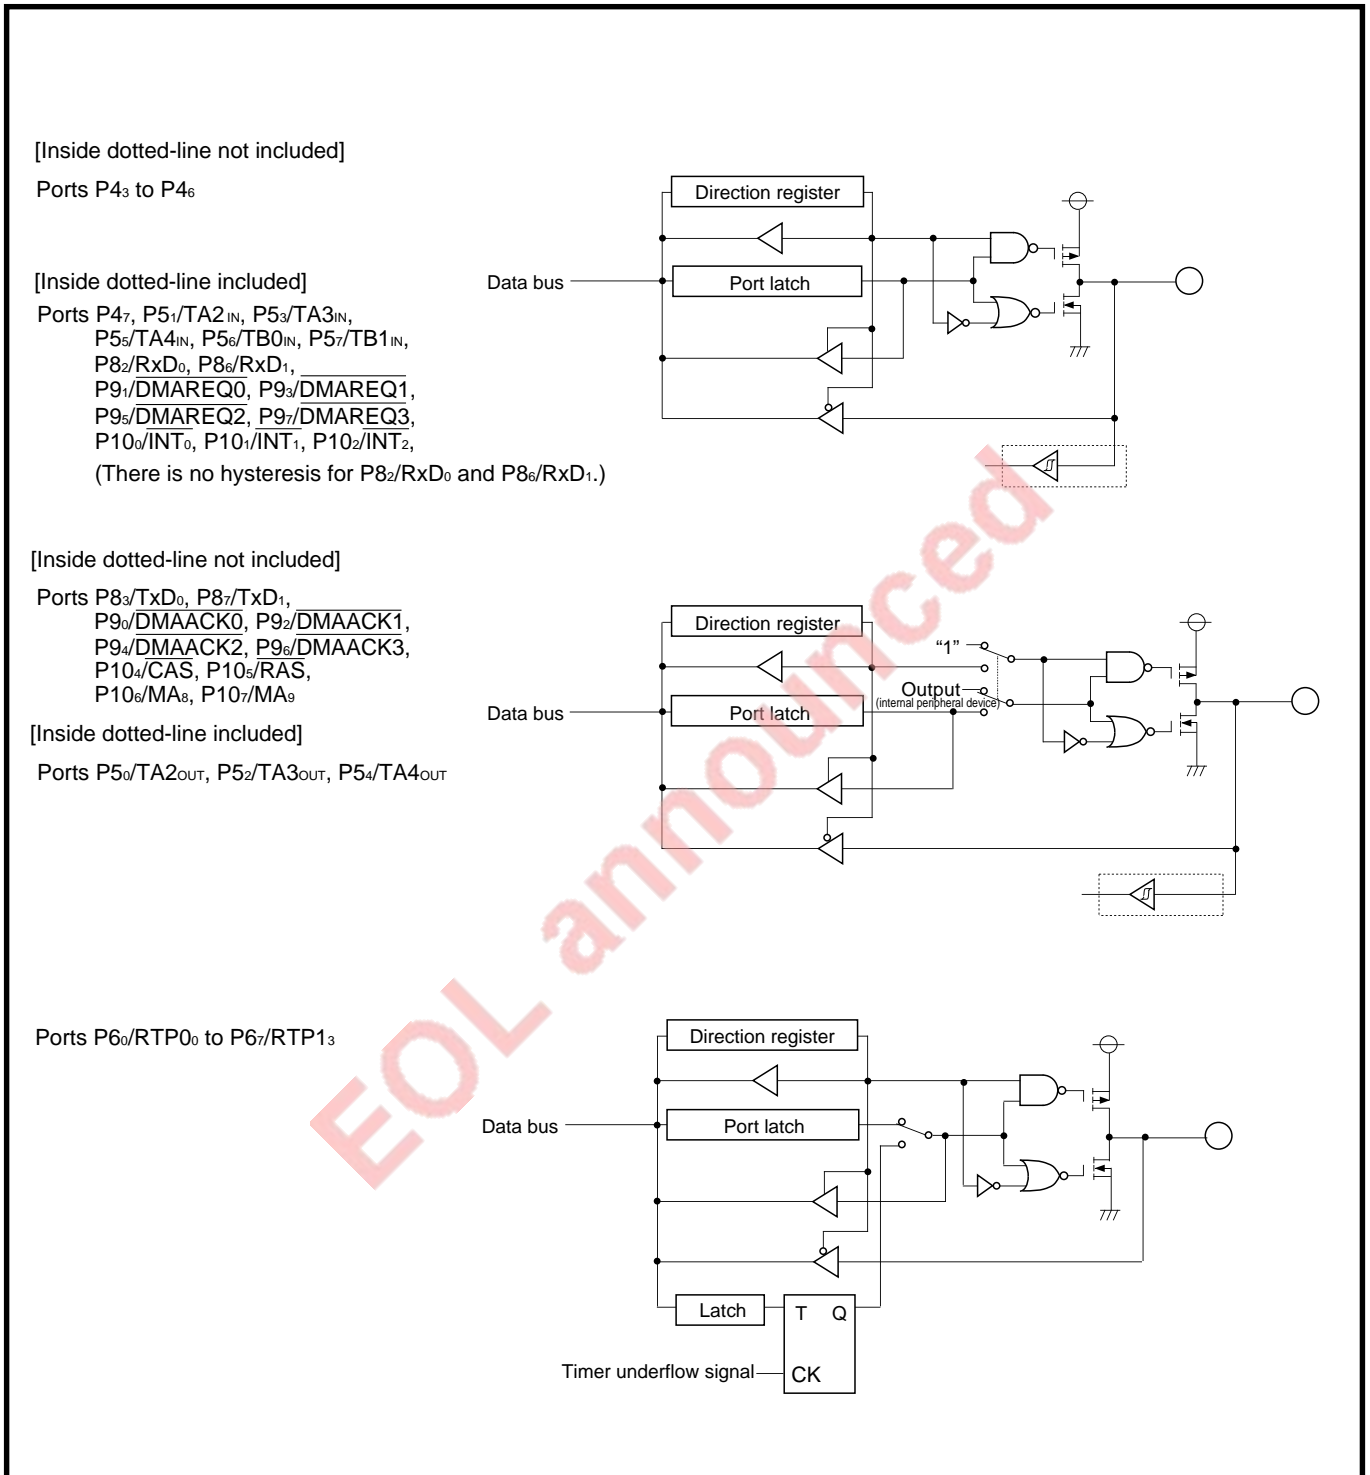 [Inside dotted-line not included]
Ports P4₃ to P4₆
[Inside dotted-line included]
Ports P4₇, P5₁/TA2IN, P5₃/TA3IN,
P5₅/TA4IN, P5₆/TB0IN, P5₇/TB1IN,
P8₂/RxD₀, P8₆/RxD₁,
P9₁/DMAREQ0, P9₃/DMAREQ1,
P9₅/DMAREQ2, P9₇/DMAREQ3,
P10₀/INT₀, P10₁/INT₁, P10₂/INT₂,
(There is no hysteresis for P8₂/RxD₀ and P8₆/RxD₁.)
Direction register
Data bus
Port latch
[Inside dotted-line not included]
Ports P8₃/TxD₀, P8₇/TxD₁,
P9₀/DMAACK0, P9₂/DMAACK1,
P9₄/DMAACK2, P9₆/DMAACK3,
P10₄/CAS, P10₅/RAS,
P10₆/MA₈, P10₇/MA₉
[Inside dotted-line included]
Ports P5₀/TA2OUT, P5₂/TA3OUT, P5₄/TA4OUT
Direction register
“1”
Output
(internal peripheral device)
Data bus
Port latch
Ports P6₀/RTP0₀ to P6₇/RTP1₃
Direction register
Data bus
Port latch
Latch
T Q
Timer underflow signal
CK
EOL announced